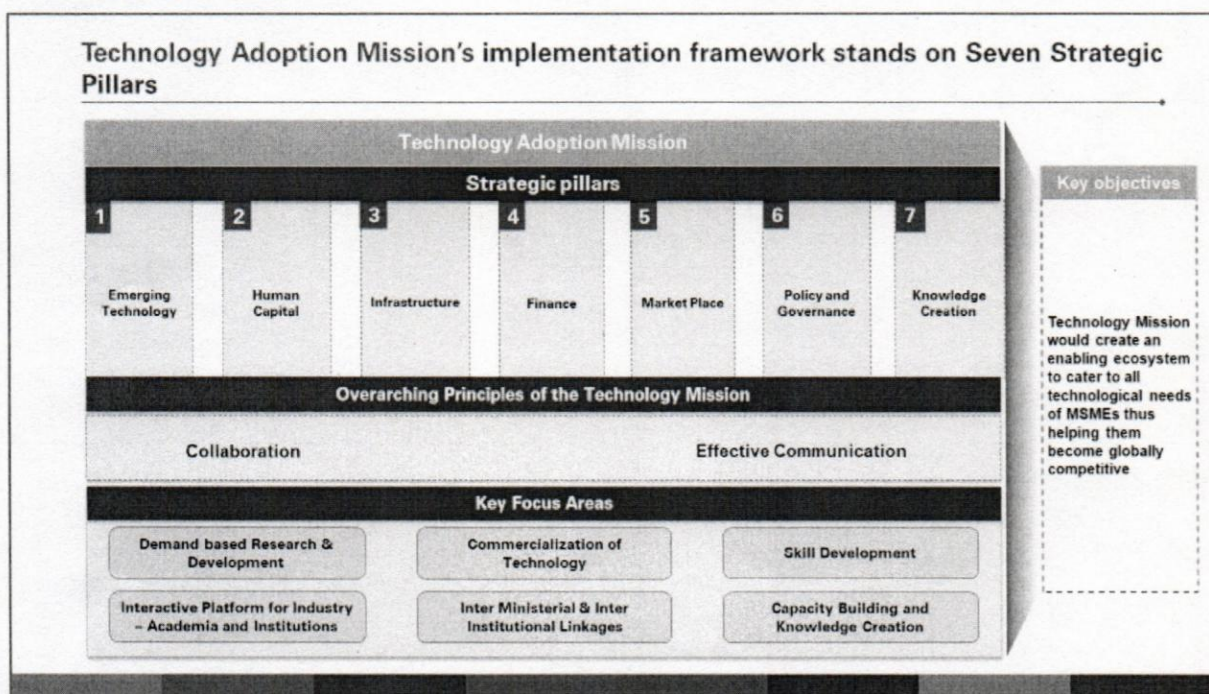 Technology Adoption Mission's implementation framework stands on Seven Strategic
Pillars
Technology Adoption Mission
Strategic pillars
1
2
3
4
5
6
7
Emerging
Technology
Human
Capital
Infrastructure
Finance
Market Place
Policy and
Governance
Knowledge
Creation
Overarching Principles of the Technology Mission
Collaboration
Effective Communication
Key Focus Areas
Demand based Research &
Development
Commercialization of
Technology
Skill Development
Interactive Platform for Industry
– Academia and Institutions
Inter Ministerial & Inter
Institutional Linkages
Capacity Building and
Knowledge Creation
Key objectives
Technology Mission
would create an
enabling ecosystem
to cater to all
technological needs
of MSMEs thus
helping them
become globally
competitive